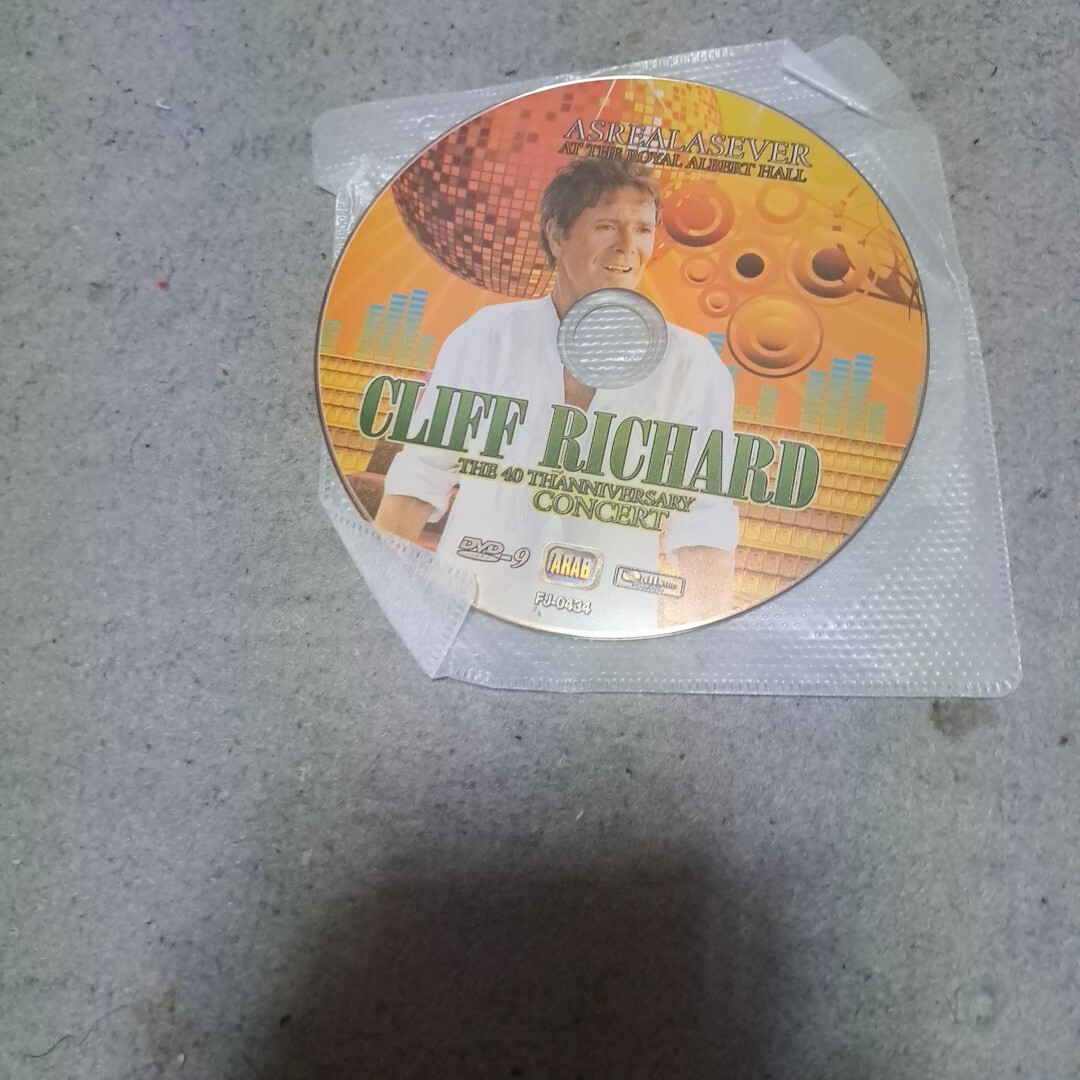 ASREALASEVER
AT THE ROYAL ALBERT HALL
CLIFF RICHARD
THE 40 THANNIVERSARY
CONCERT
DVD-9
ARAB
FJ-0434